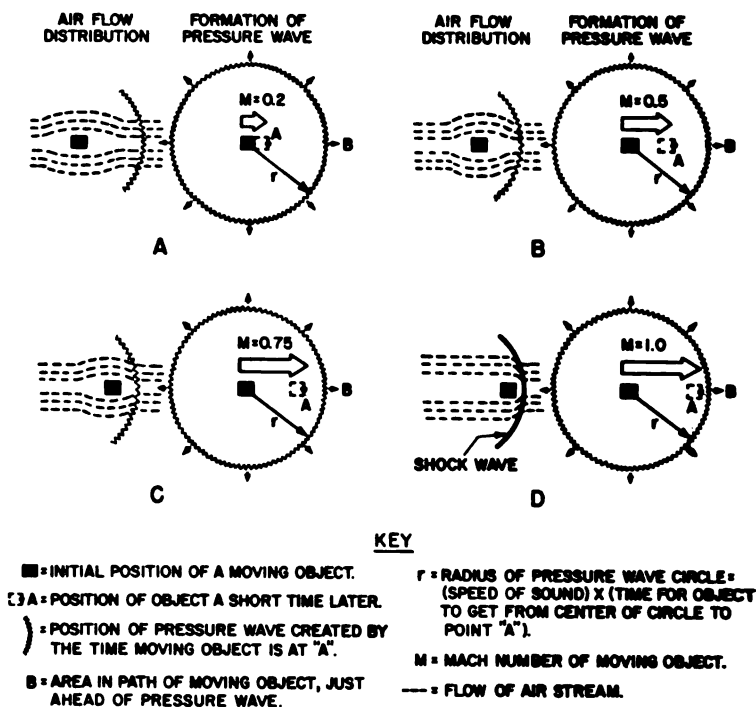 AIR FLOW
DISTRIBUTION
FORMATION OF
PRESSURE WAVE
AIR FLOW
DISTRIBUTION
FORMATION OF
PRESSURE WAVE
M=0.2
A
B
r
A
M=0.5
A
B
r
B
M=0.75
A
B
r
C
M=1.0
A
B
r
SHOCK WAVE
D
KEY
= INITIAL POSITION OF A MOVING OBJECT.
A = POSITION OF OBJECT A SHORT TIME LATER.
= POSITION OF PRESSURE WAVE CREATED BY
THE TIME MOVING OBJECT IS AT "A".
B = AREA IN PATH OF MOVING OBJECT, JUST
AHEAD OF PRESSURE WAVE.
r = RADIUS OF PRESSURE WAVE CIRCLE=
(SPEED OF SOUND) X (TIME FOR OBJECT
TO GET FROM CENTER OF CIRCLE TO
POINT "A").
M = MACH NUMBER OF MOVING OBJECT.
--- = FLOW OF AIR STREAM.